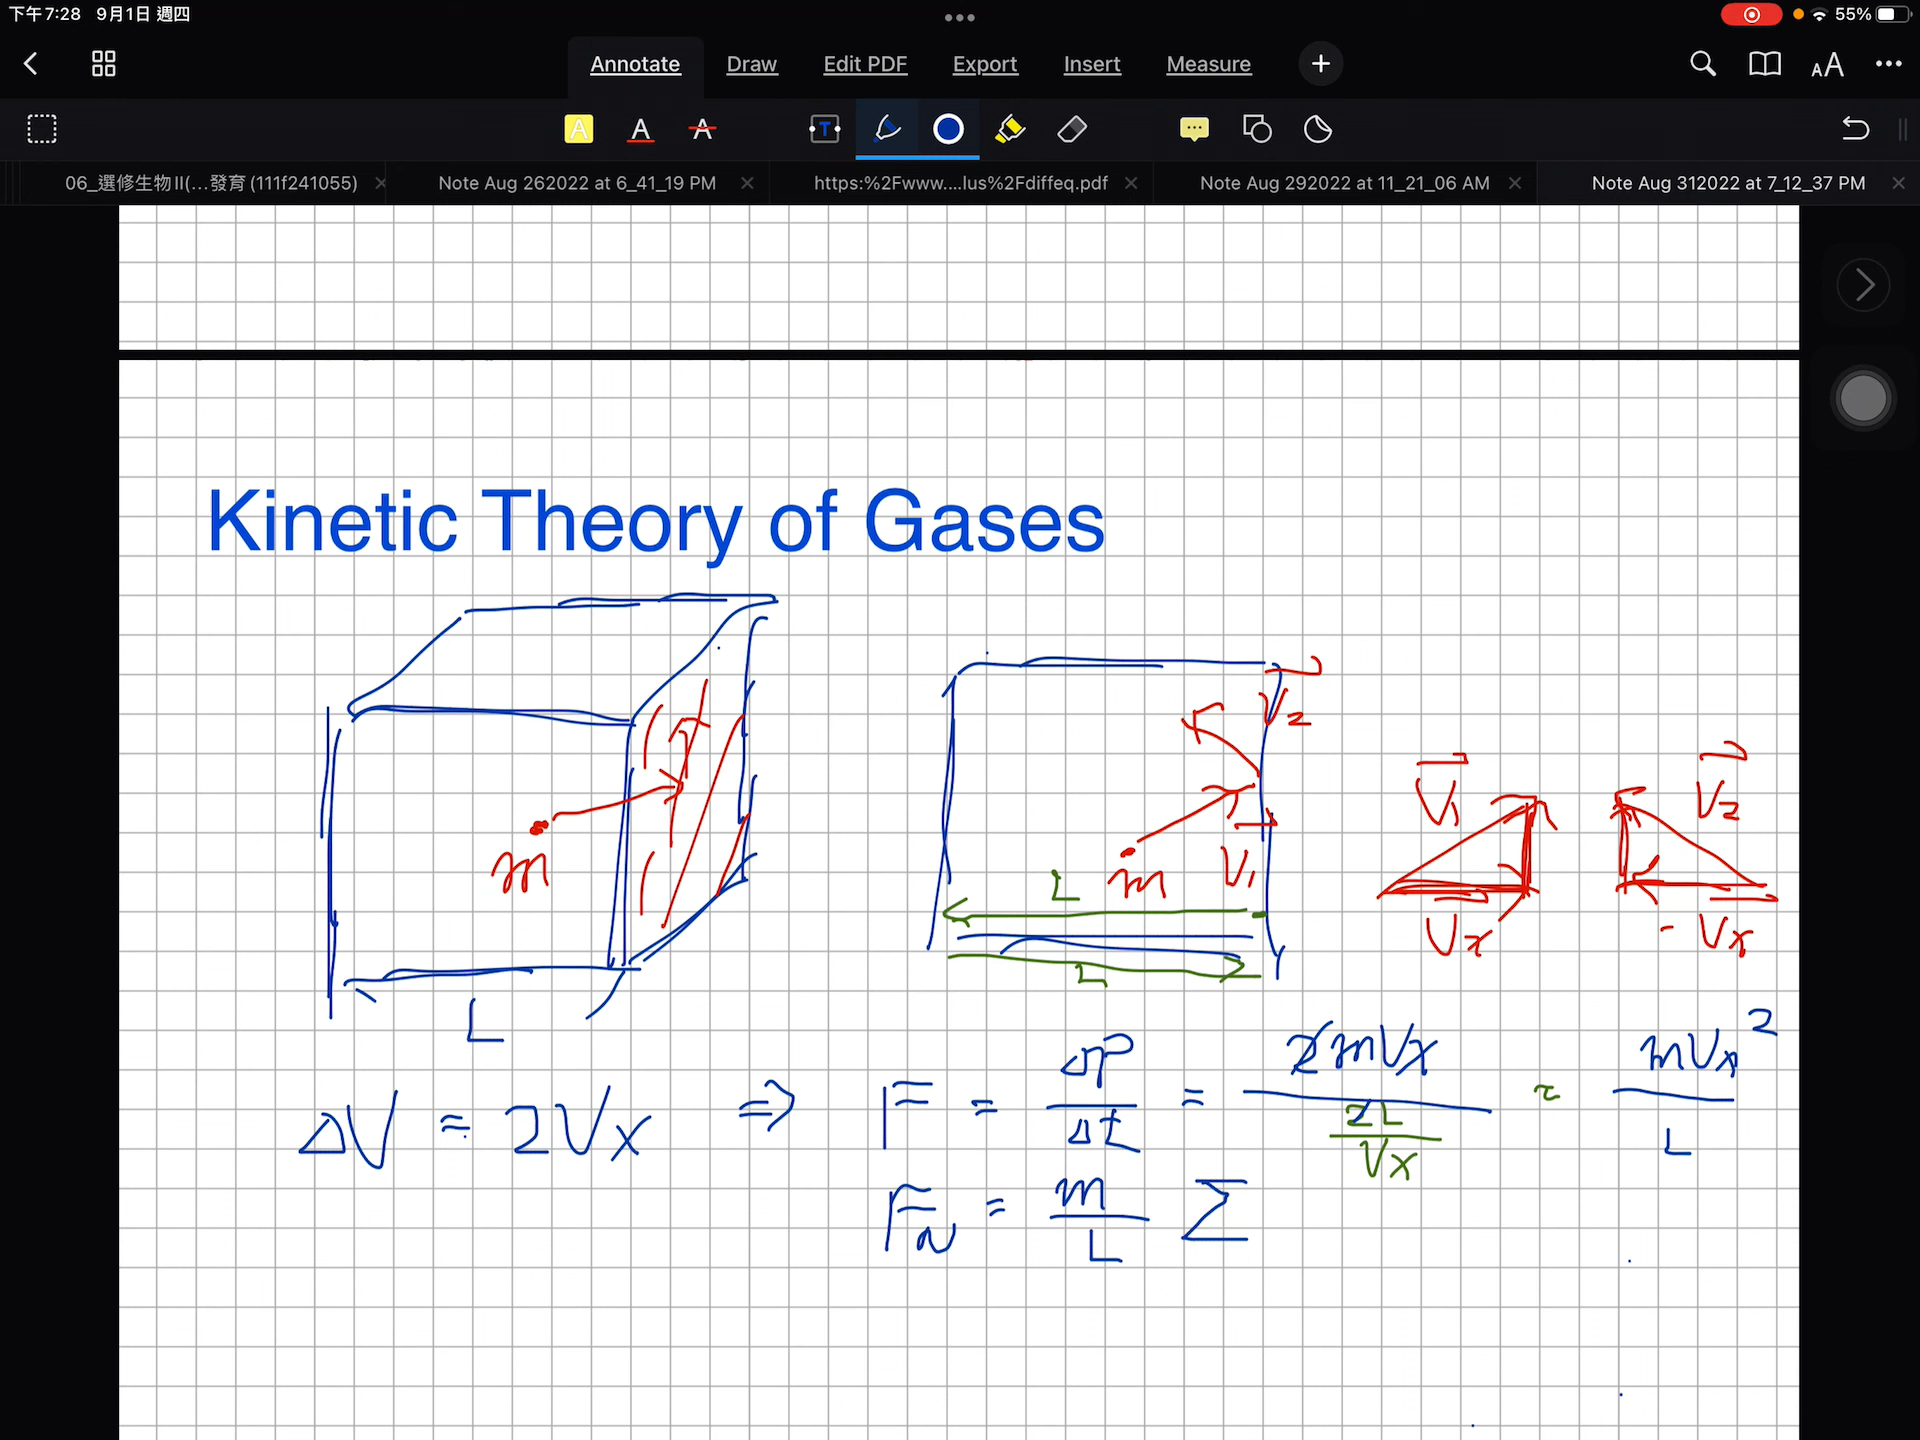 下午7:28 9月1日 週四
55%
Annotate Draw Edit PDF Export Insert Measure
06_選修生物II(...發育 (111f241055) Note Aug 262022 at 6_41_19 PM https:%2Fwww....lus%2Fdiffeq.pdf Note Aug 292022 at 11_21_06 AM Note Aug 312022 at 7_12_37 PM
Kinetic Theory of Gases
m
L
V₂
m V₁
L
L
V₁
Vx
V₂
-Vx
ΔV = 2Vx ⇒ F = ΔP/Δt = 2mVx/(2L/Vx) = mVx²/L
F_N = m/L Σ